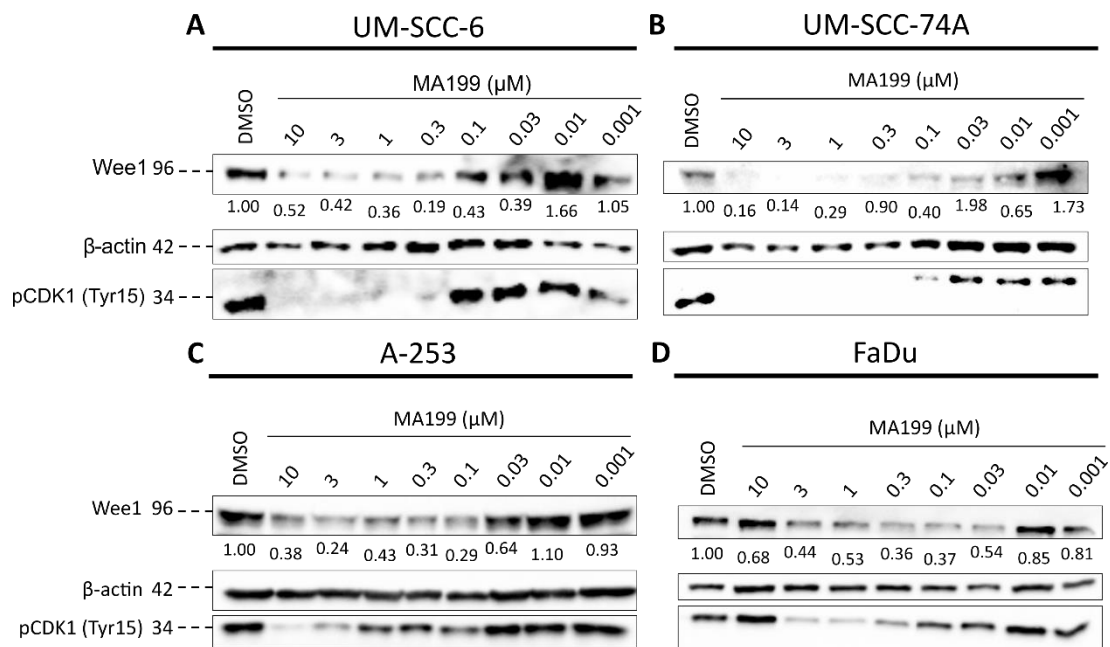 A UM-SCC-6
MA199 (μM)
DMSO 10 3 1 0.3 0.1 0.03 0.01 0.001
Wee1 96
1.00 0.52 0.42 0.36 0.19 0.43 0.39 1.66 1.05
β-actin 42
pCDK1 (Tyr15) 34
B UM-SCC-74A
MA199 (μM)
DMSO 10 3 1 0.3 0.1 0.03 0.01 0.001
1.00 0.16 0.14 0.29 0.90 0.40 1.98 0.65 1.73
C A-253
MA199 (μM)
DMSO 10 3 1 0.3 0.1 0.03 0.01 0.001
Wee1 96
1.00 0.38 0.24 0.43 0.31 0.29 0.64 1.10 0.93
β-actin 42
pCDK1 (Tyr15) 34
D FaDu
MA199 (μM)
DMSO 10 3 1 0.3 0.1 0.03 0.01 0.001
1.00 0.68 0.44 0.53 0.36 0.37 0.54 0.85 0.81